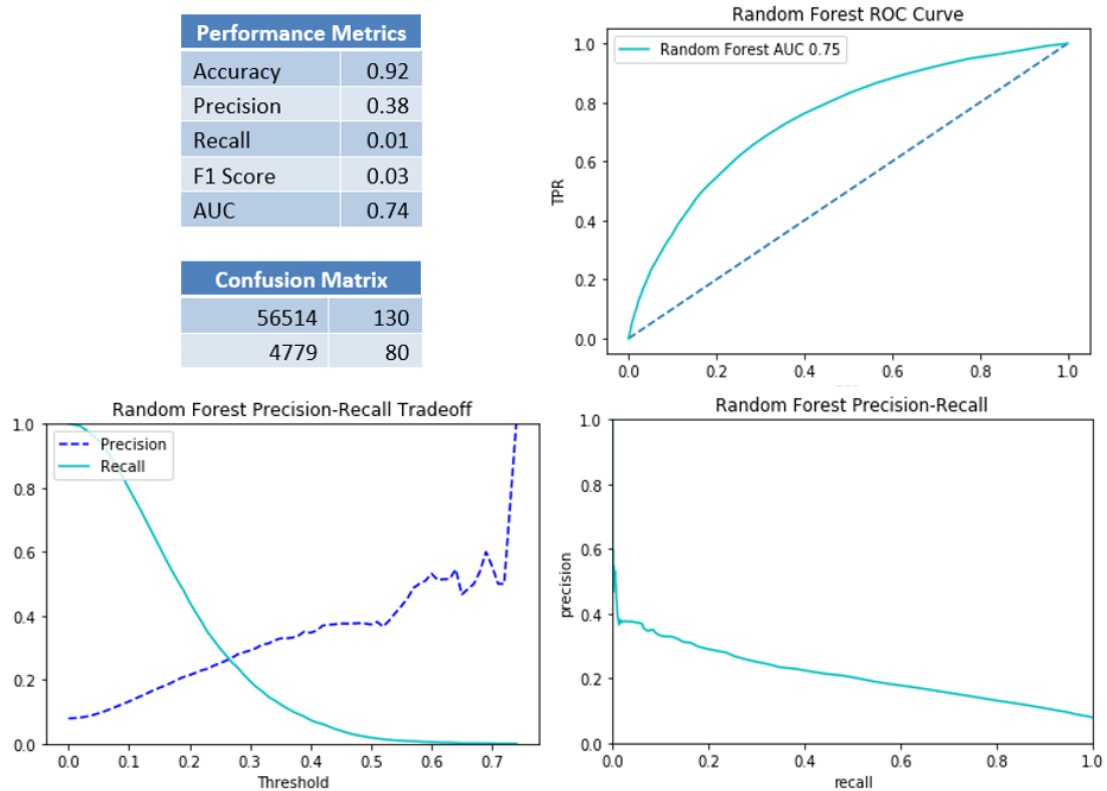 Performance Metrics
Accuracy 0.92
Precision 0.38
Recall 0.01
F1 Score 0.03
AUC 0.74
Confusion Matrix
56514 130
4779 80
Random Forest ROC Curve
Random Forest AUC 0.75
1.0
0.8
0.6
0.4
0.2
0.0
TPR
0.0 0.2 0.4 0.6 0.8 1.0
Random Forest Precision-Recall Tradeoff
Precision
Recall
1.0
0.8
0.6
0.4
0.2
0.0
0.0 0.1 0.2 0.3 0.4 0.5 0.6 0.7
Threshold
Random Forest Precision-Recall
1.0
0.8
0.6
0.4
0.2
0.0
precision
0.0 0.2 0.4 0.6 0.8 1.0
recall